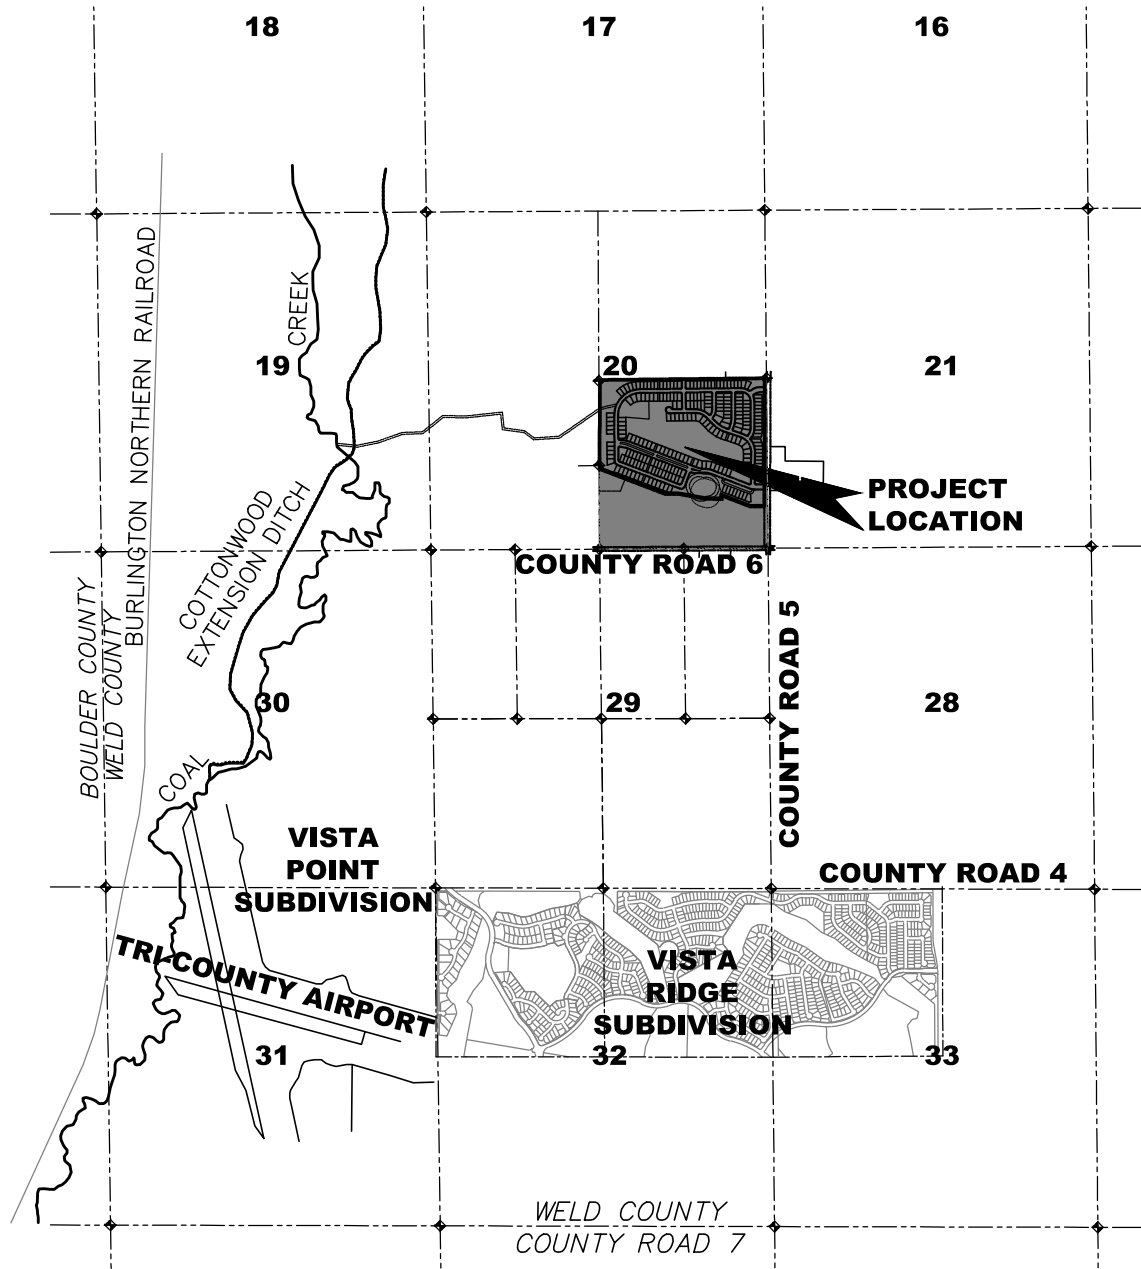 18
17
16
BURLINGTON NORTHERN RAILROAD
CREEK
19
20
21
PROJECT
LOCATION
COTTONWOOD
EXTENSION DITCH
COUNTY ROAD 6
BOULDER COUNTY
WELD COUNTY
COUNTY ROAD 5
30
29
28
COAL
VISTA
POINT
SUBDIVISION
COUNTY ROAD 4
TRI-COUNTY AIRPORT
VISTA
RIDGE
SUBDIVISION
31
32
33
WELD COUNTY
COUNTY ROAD 7